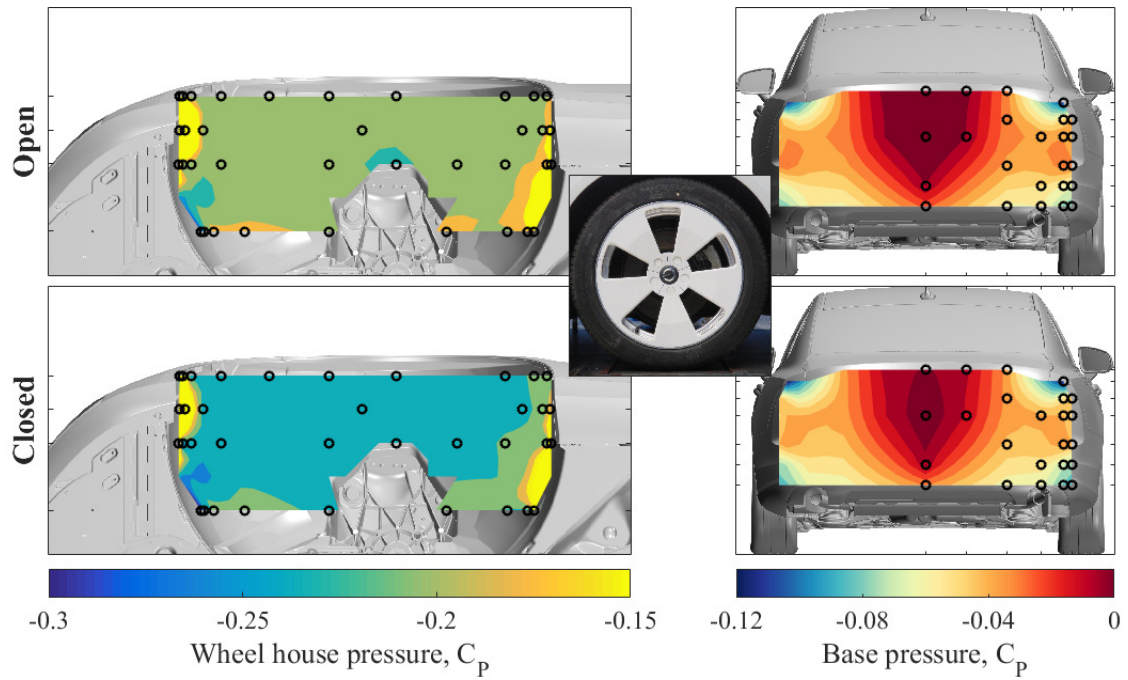 Open
Closed
-0.3 -0.25 -0.2 -0.15
Wheel house pressure, C_P
-0.12 -0.08 -0.04 0
Base pressure, C_P